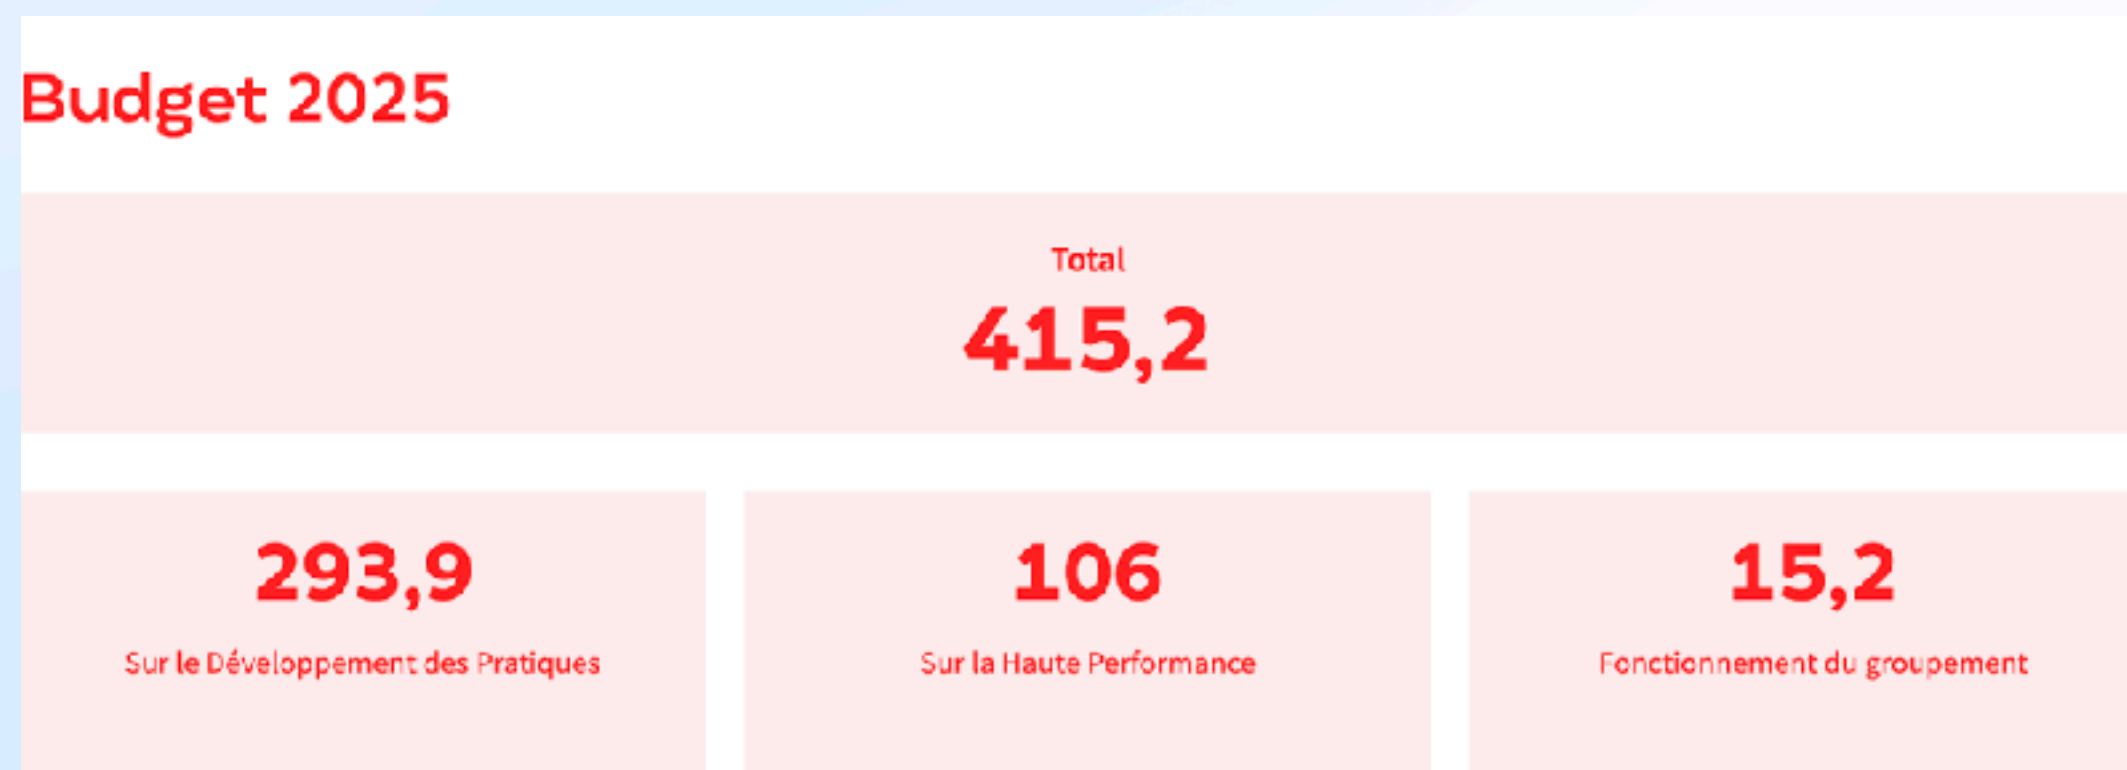 Budget 2025
Total
415,2
293,9
106
15,2
Sur le Développement des Pratiques
Sur la Haute Performance
Fonctionnement du groupement